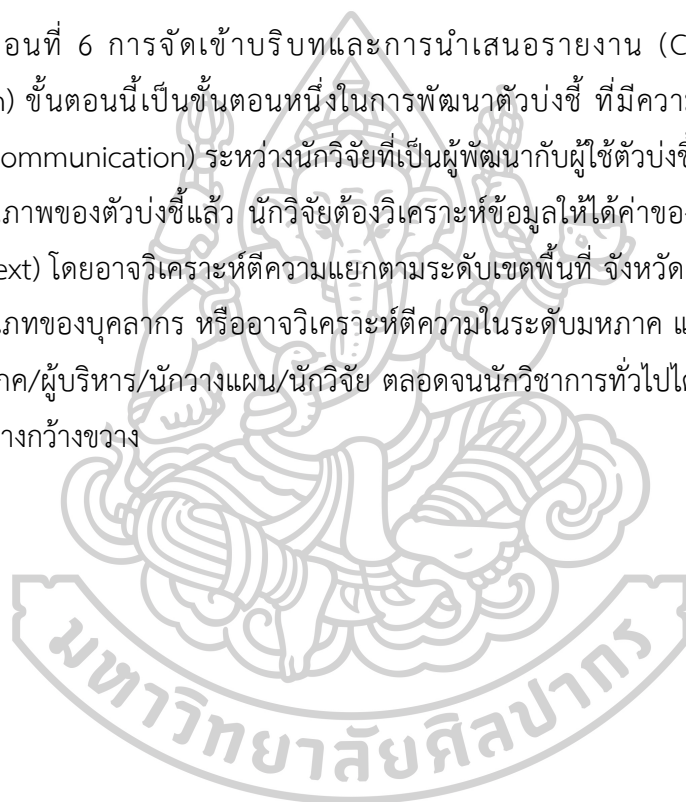 อนที่ 6 การจัดเข้าบริบทและการนำเสนอรายงาน (C
n) ขั้นตอนนี้เป็นขั้นตอนหนึ่งในการพัฒนาตัวบ่งชี้ ที่มีความ
ommunication) ระหว่างนักวิจัยที่เป็นผู้พัฒนากับผู้ใช้ตัวบ่งชี้
ภาพของตัวบ่งชี้แล้ว นักวิจัยต้องวิเคราะห์ข้อมูลให้ได้ค่าของ
ext) โดยอาจวิเคราะห์ตีความแยกตามระดับเขตพื้นที่ จังหวัด
ภทของบุคลากร หรืออาจวิเคราะห์ตีความในระดับมหภาค แ
าค/ผู้บริหาร/นักวางแผน/นักวิจัย ตลอดจนนักวิชาการทั่วไปได
างกว้างขวาง
มหาวิทยาลัยศิลปากร